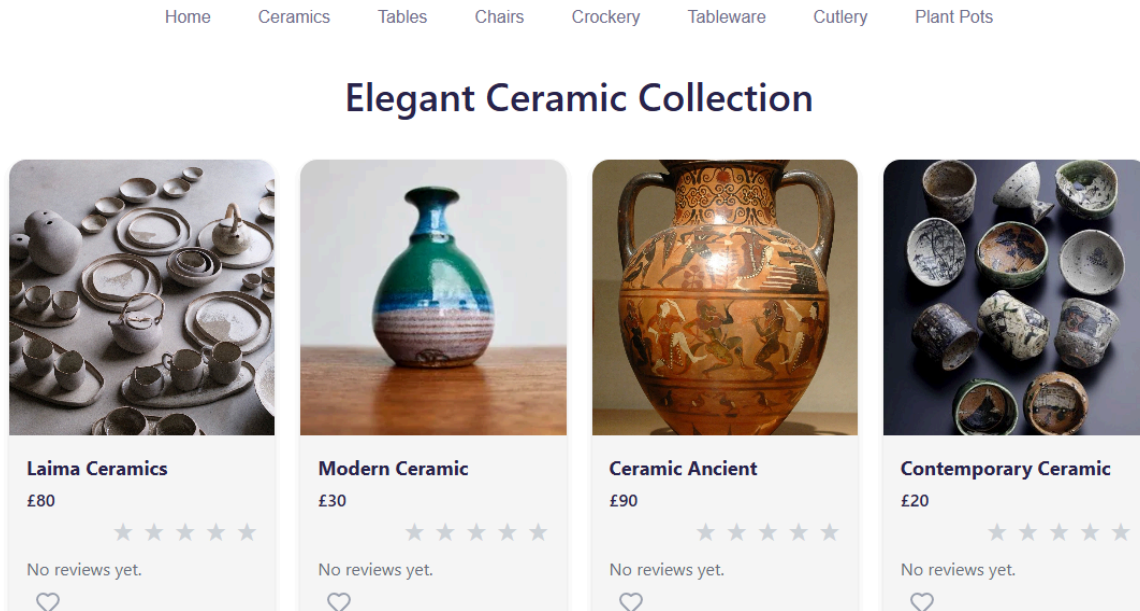 Home Ceramics Tables Chairs Crockery Tableware Cutlery Plant Pots
Elegant Ceramic Collection
Laima Ceramics
£80
No reviews yet.
Modern Ceramic
£30
No reviews yet.
Ceramic Ancient
£90
No reviews yet.
Contemporary Ceramic
£20
No reviews yet.